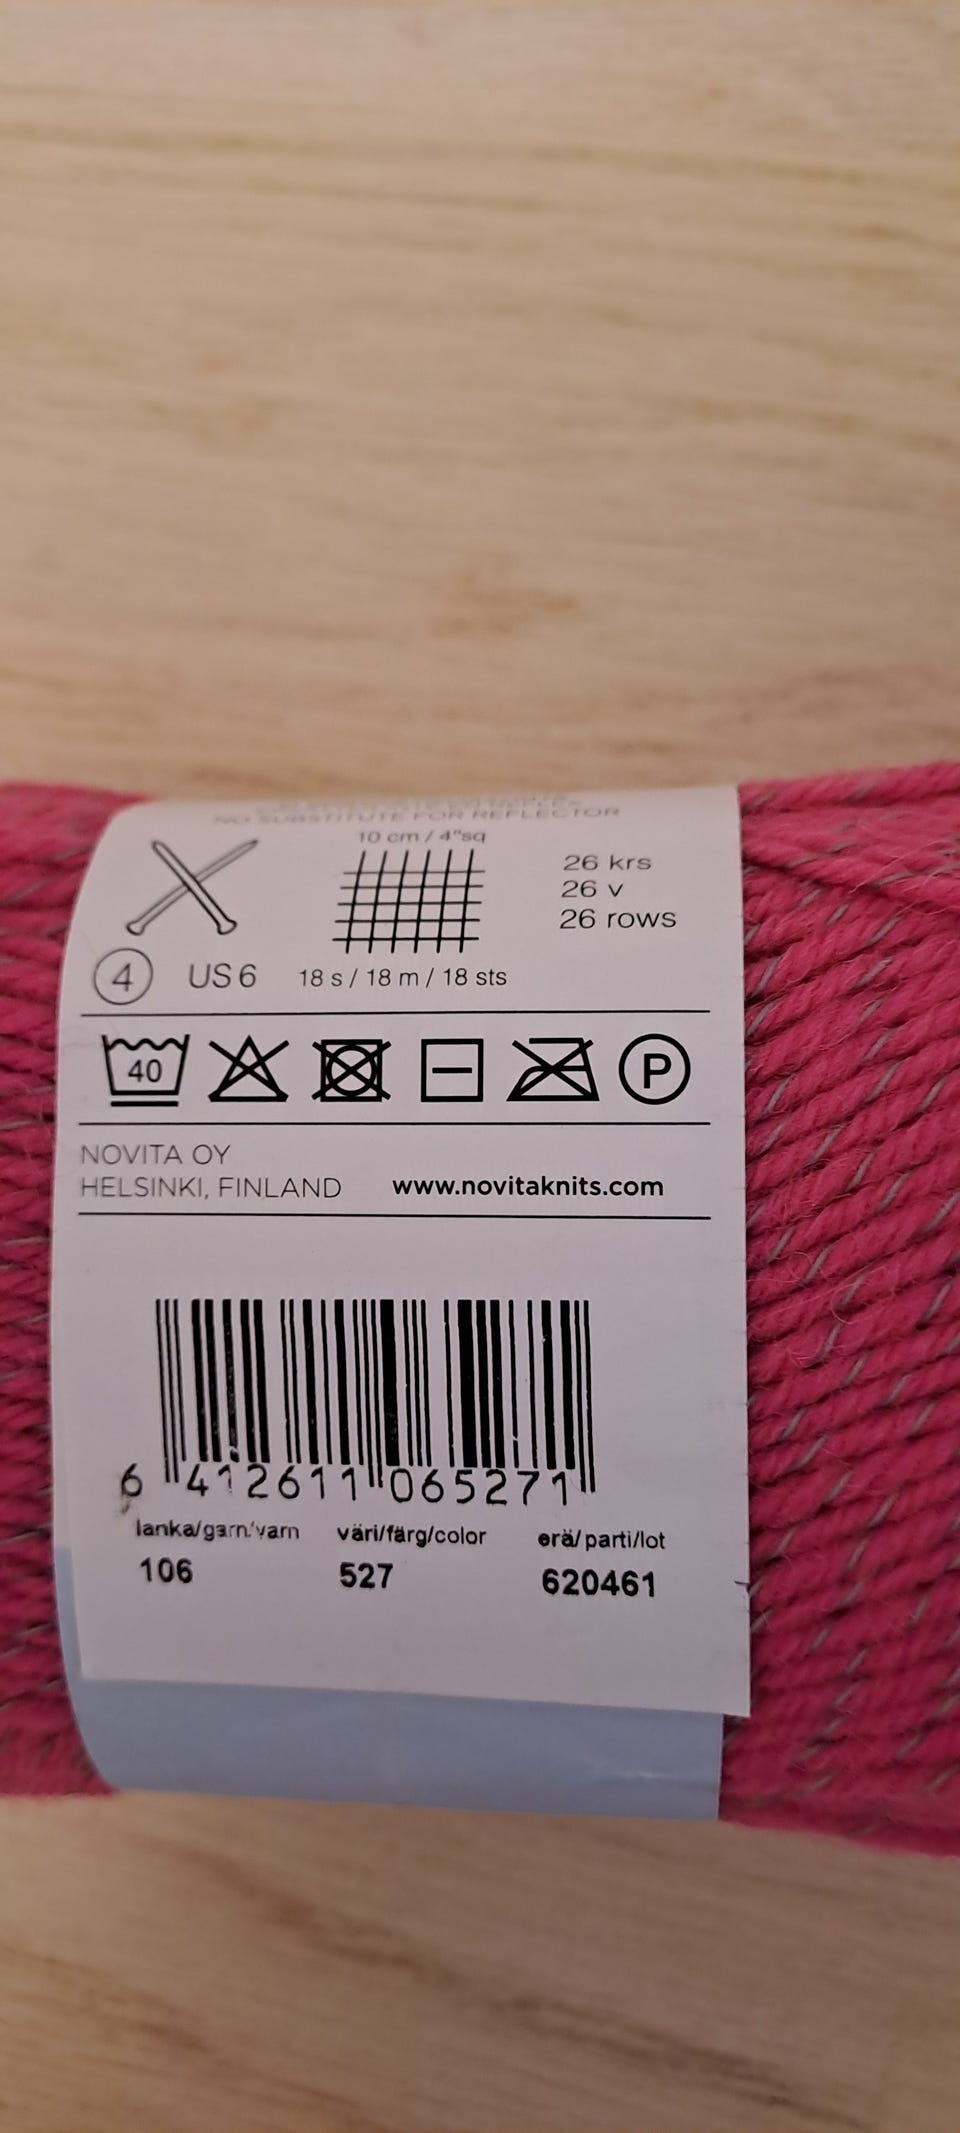 NO SUBSTITUTE FOR REFLECTOR
10 cm / 4"sq
26 krs
26 v
26 rows
4 US 6 18 s / 18 m / 18 sts
40 P
NOVITA OY
HELSINKI, FINLAND www.novitaknits.com
6 412611 065271
lanka/garn/yarn väri/färg/color erä/parti/lot
106 527 620461